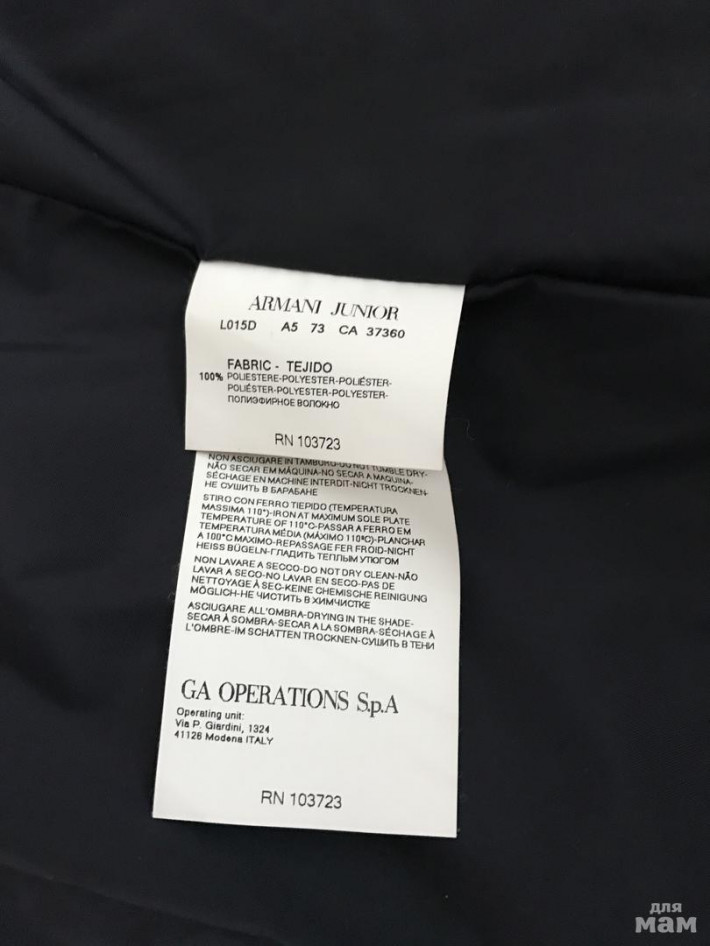 ARMANI JUNIOR
L015D A5 73 CA 37360
FABRIC - TEJIDO
100% POLIESTERE-POLYESTER-POLIÉSTER-
POLIÉSTER-POLYESTER-POLYESTER-
ПОЛИЭФИРНОЕ ВОЛОКНО
RN 103723
NON ASCIUGARE IN TAMBURO-DO NOT TUMBLE DRY-
NÃO SECAR EM MÁQUINA-NO SECAR A MAQUINA-
SÉCHAGE EN MACHINE INTERDIT-NICHT TROCKNEN-
НЕ СУШИТЬ В БАРАБАНЕ
STIRO CON FERRO TIEPIDO (TEMPERATURA
MASSIMA 110°)-IRON AT MAXIMUM SOLE PLATE
TEMPERATURE OF 110°C-PASSAR A FERRO EM
TEMPERATURA MÉDIA (MÁXIMO 110ºC)-PLANCHAR
A 100°C MAXIMO-REPASSAGE FER FROID-NICHT
HEISS BÜGELN-ГЛАДИТЬ ТЕПЛЫМ УТЮГОМ
NON LAVARE A SECCO-DO NOT DRY CLEAN-NÃO
LAVAR A SECO-NO LAVAR EN SECO-PAS DE
NETTOYAGE À SEC-KEINE CHEMISCHE REINIGUNG
MÖGLICH-НЕ ЧИСТИТЬ В ХИМЧИСТКЕ
ASCIUGARE ALL'OMBRA-DRYING IN THE SHADE-
SECAR À SOMBRA-SECAR A LA SOMBRA-SÉCHAGE À
L'OMBRE-IM SCHATTEN TROCKNEN-СУШИТЬ В ТЕНИ
GA OPERATIONS S.p.A
Operating unit:
Via P. Giardini, 1324
41126 Modena ITALY
RN 103723
для
мам